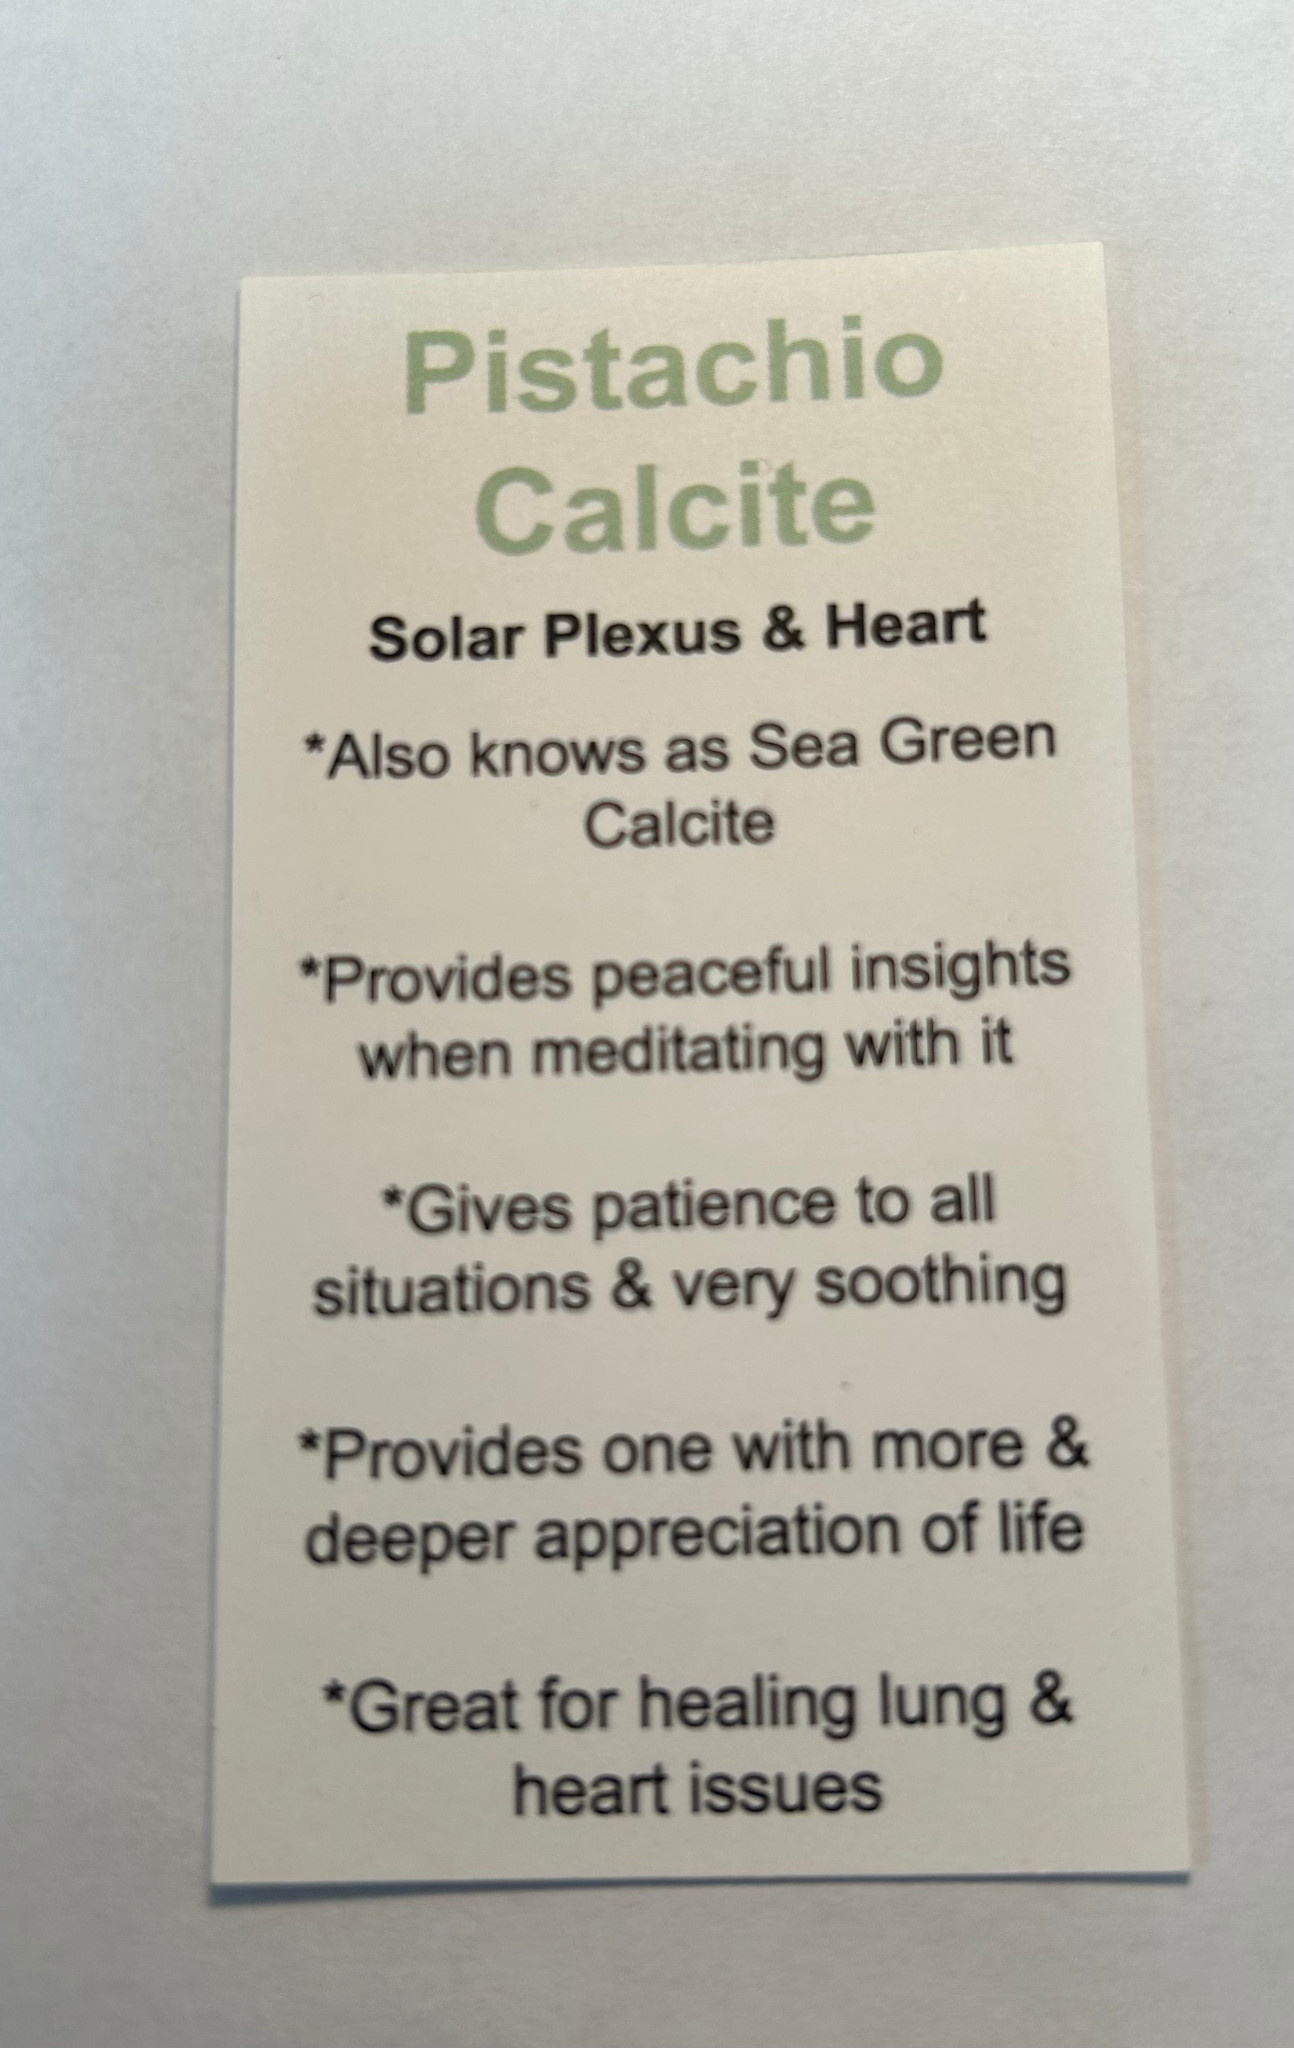 Pistachio
Calcite
Solar Plexus & Heart
*Also knows as Sea Green
Calcite
*Provides peaceful insights
when meditating with it
*Gives patience to all
situations & very soothing
*Provides one with more &
deeper appreciation of life
*Great for healing lung &
heart issues